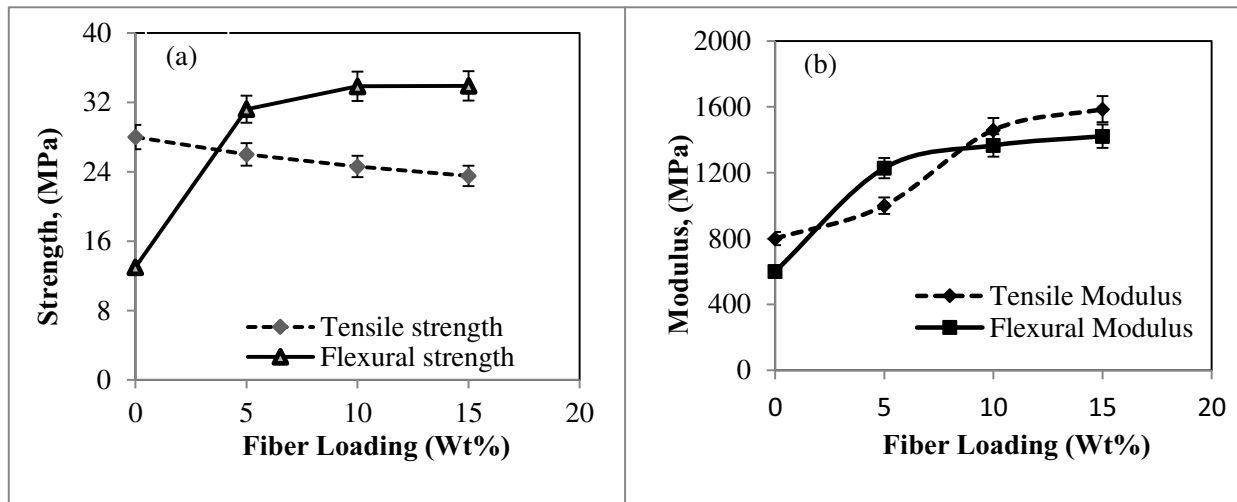 (a)
Strength, (MPa)
40
32
24
16
8
0
Tensile strength
Flexural strength
0 5 10 15 20
Fiber Loading (Wt%)
(b)
Modulus, (MPa)
2000
1600
1200
800
400
0
Tensile Modulus
Flexural Modulus
0 5 10 15 20
Fiber Loading (Wt%)